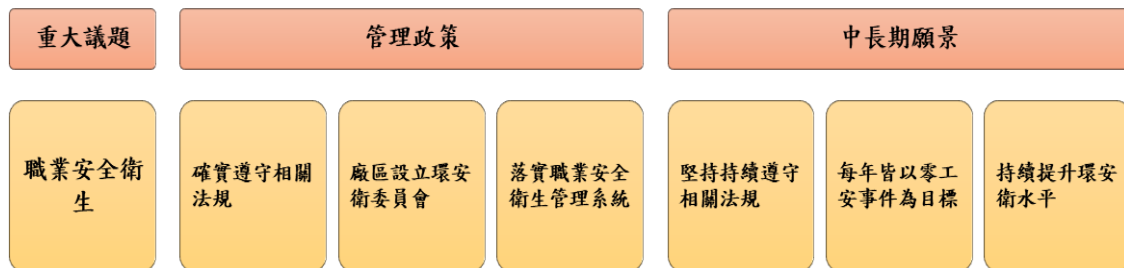 重大議題
管理政策
中長期願景
職業安全衛
生
確實遵守相關
法規
廠區設立環安
衛委員會
落實職業安全
衛生管理系統
堅持持續遵守
相關法規
每年皆以零工
安事件為目標
持續提升環安
衛水平